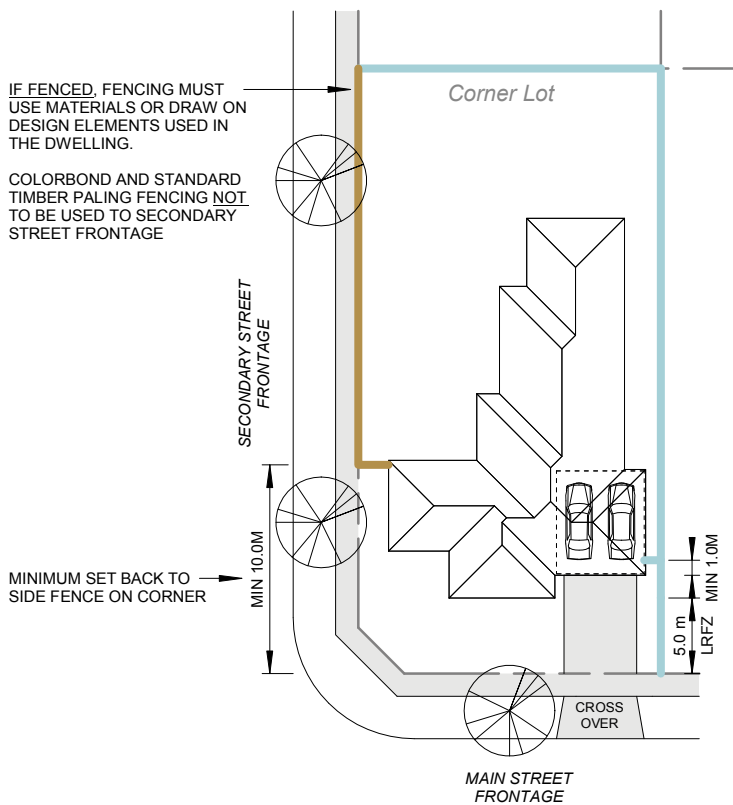 IF FENCED, FENCING MUST
USE MATERIALS OR DRAW ON
DESIGN ELEMENTS USED IN
THE DWELLING.
COLORBOND AND STANDARD
TIMBER PALING FENCING NOT
TO BE USED TO SECONDARY
STREET FRONTAGE
Corner Lot
SECONDARY STREET
FRONTAGE
MIN 10.0M
MINIMUM SET BACK TO
SIDE FENCE ON CORNER
MIN 1.0M
5.0 m
LRFZ
CROSS
OVER
MAIN STREET
FRONTAGE